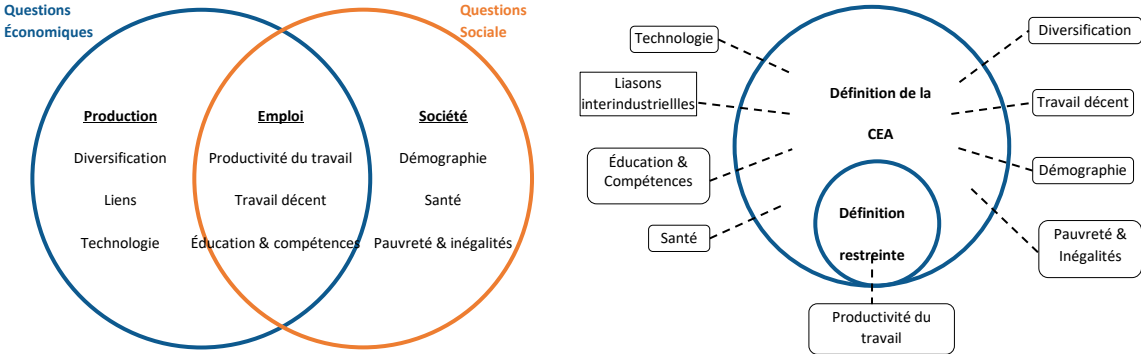 Questions
Économiques
Questions
Sociale
Production
Diversification
Liens
Technologie
Emploi
Productivité du travail
Travail décent
Éducation & compétences
Société
Démographie
Santé
Pauvreté & inégalités
Technologie
Liasons
interindustriellles
Éducation &
Compétences
Santé
Définition de la
CEA
Définition
restreinte
Productivité du
travail
Diversification
Travail décent
Démographie
Pauvreté &
Inégalités